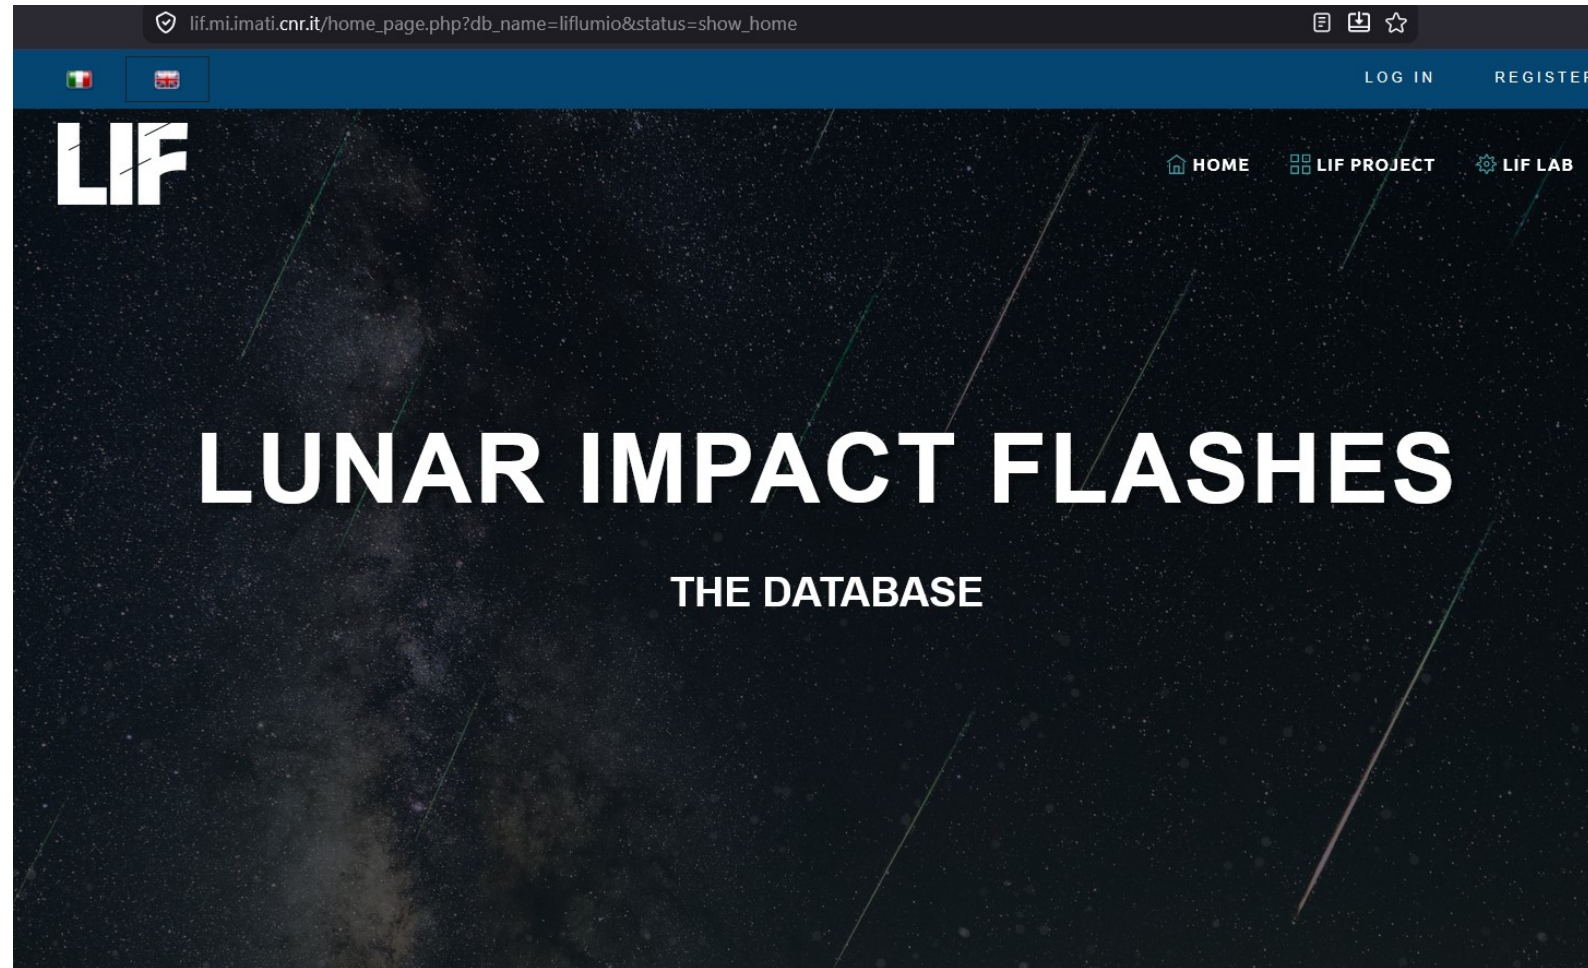 lif.mi.imati.cnr.it/home_page.php?db_name=liflumio&status=show_home
LOG IN REGISTER
LIF
HOME LIF PROJECT LIF LAB
LUNAR IMPACT FLASHES
THE DATABASE